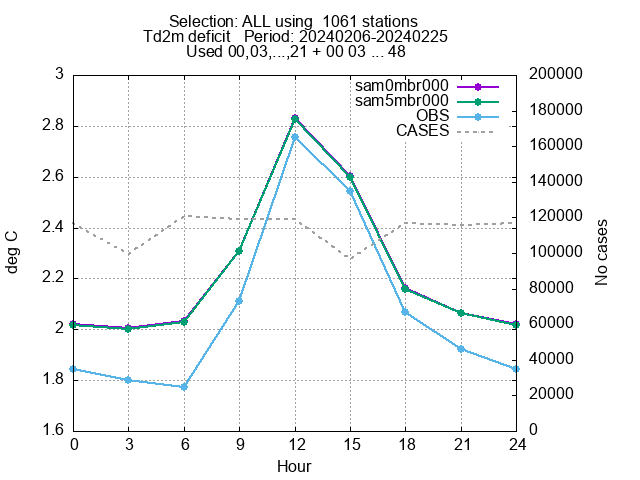 Selection: ALL using  1061 stations
Td2m deficit   Period: 20240206-20240225
Used 00,03,...,21 + 00 03 ... 48
3 200000
sam0mbr000
sam5mbr000
OBS
CASES
180000
2.8
160000
2.6
140000
2.4
120000
100000
2.2
80000
2
60000
40000
1.8
20000
1.6 0
deg C
No cases
0 3 6 9 12 15 18 21 24
Hour